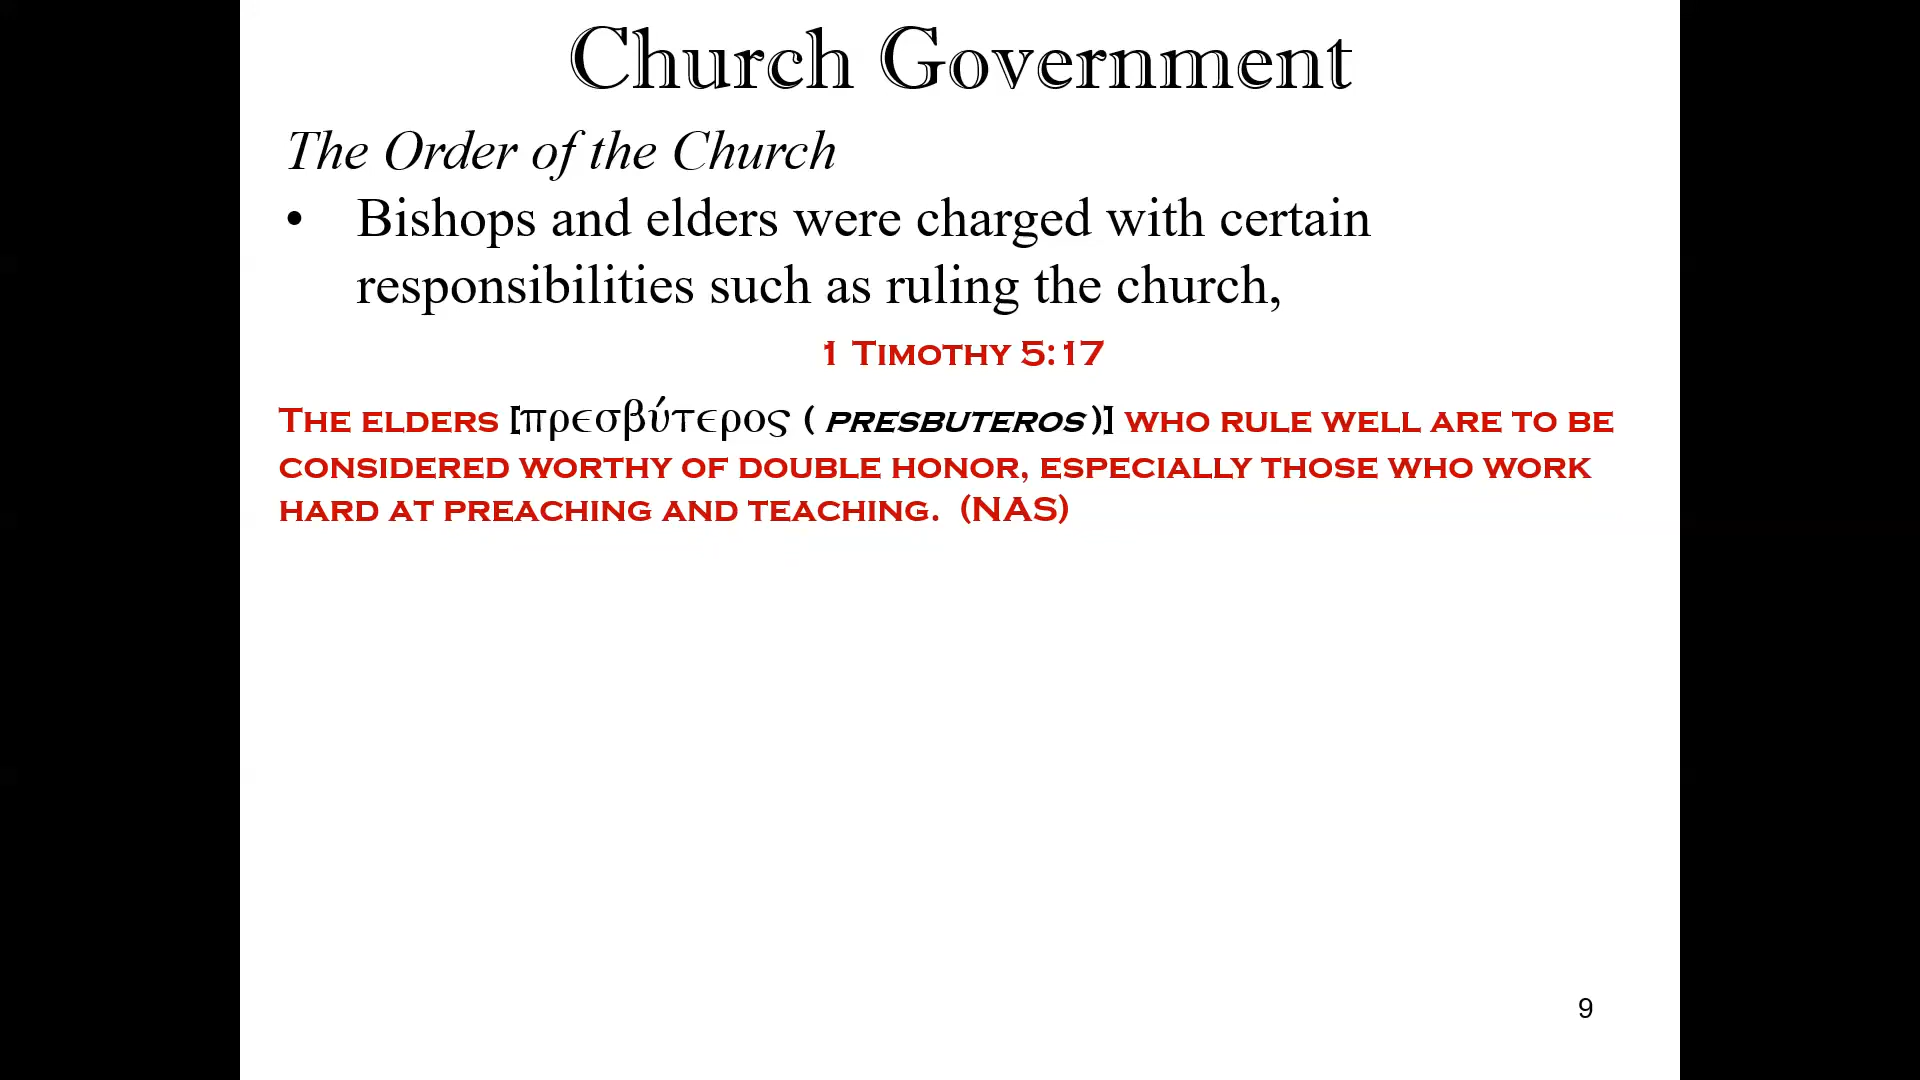 Church Government
The Order of the Church
• Bishops and elders were charged with certain
responsibilities such as ruling the church,
1 Timothy 5:17
The elders [πρεσβύτερος ( presbuteros )] who rule well are to be
considered worthy of double honor, especially those who work
hard at preaching and teaching. (NAS)
9